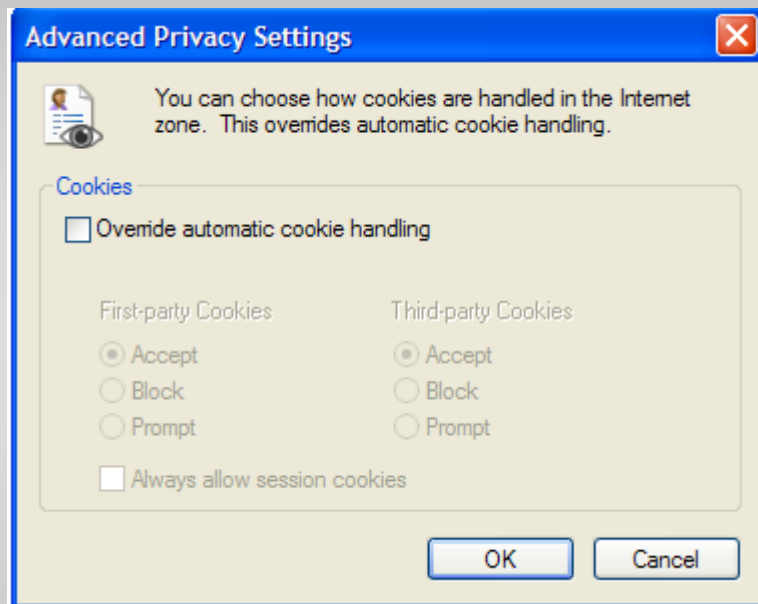 Advanced Privacy Settings
You can choose how cookies are handled in the Internet
zone.  This overrides automatic cookie handling.
Cookies
Override automatic cookie handling
First-party Cookies
Third-party Cookies
Accept
Accept
Block
Block
Prompt
Prompt
Always allow session cookies
OK
Cancel